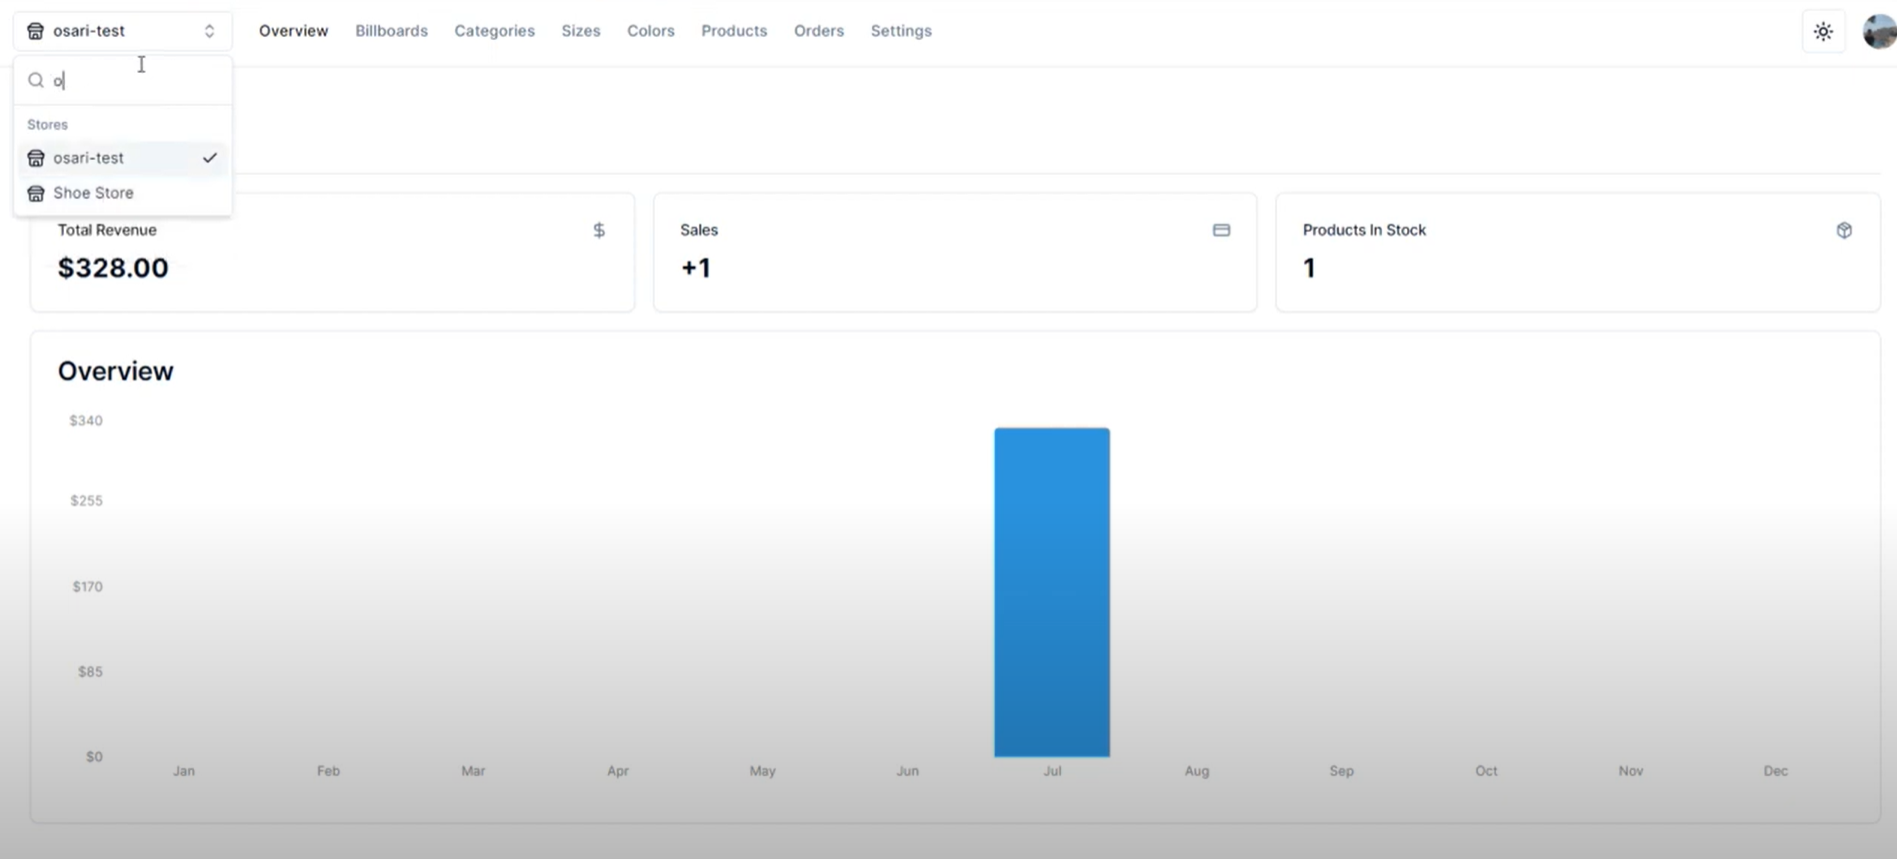 osari-test Overview Billboards Categories Sizes Colors Products Orders Settings
o
Stores
osari-test
Shoe Store
Total Revenue
$328.00
Sales
+1
Products In Stock
1
Overview
$340
$255
$170
$85
$0
Jan Feb Mar Apr May Jun Jul Aug Sep Oct Nov Dec